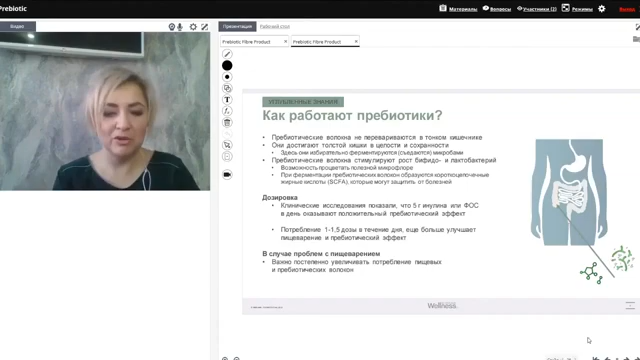 Prebiotic
Материалы
Вопросы
Участники (2)
Режимы
Выход
Видео
Презентация
Рабочий стол
Prebiotic Fibre Product
Prebiotic Fibre Product
УГЛУБЛЕННЫЕ ЗНАНИЯ
Как работают пребиотики?
• Пребиотические волокна не перевариваются в тонком кишечнике
• Они достигают толстой кишки в целости и сохранности
• Здесь они избирательно ферментируются (съедаются) микробами
• Пребиотические волокна стимулируют рост бифидо- и лактобактерий
• Возможность процветать полезной микрофлоре
• При ферментации пребиотических волокон образуются короткоцепочечные
жирные кислоты (SCFA), которые могут защитить от болезней
Дозировка
• Клинические исследования показали, что 5 г инулина или ФОС
в день оказывают положительный пребиотический эффект
• Потребление 1-1,5 дозы в течение дня, еще больше улучшает
пищеварение и пребиотический эффект
В случае проблем с пищеварением
• Важно постепенно увеличивать потребление пищевых
и пребиотических волокон
Wellness.